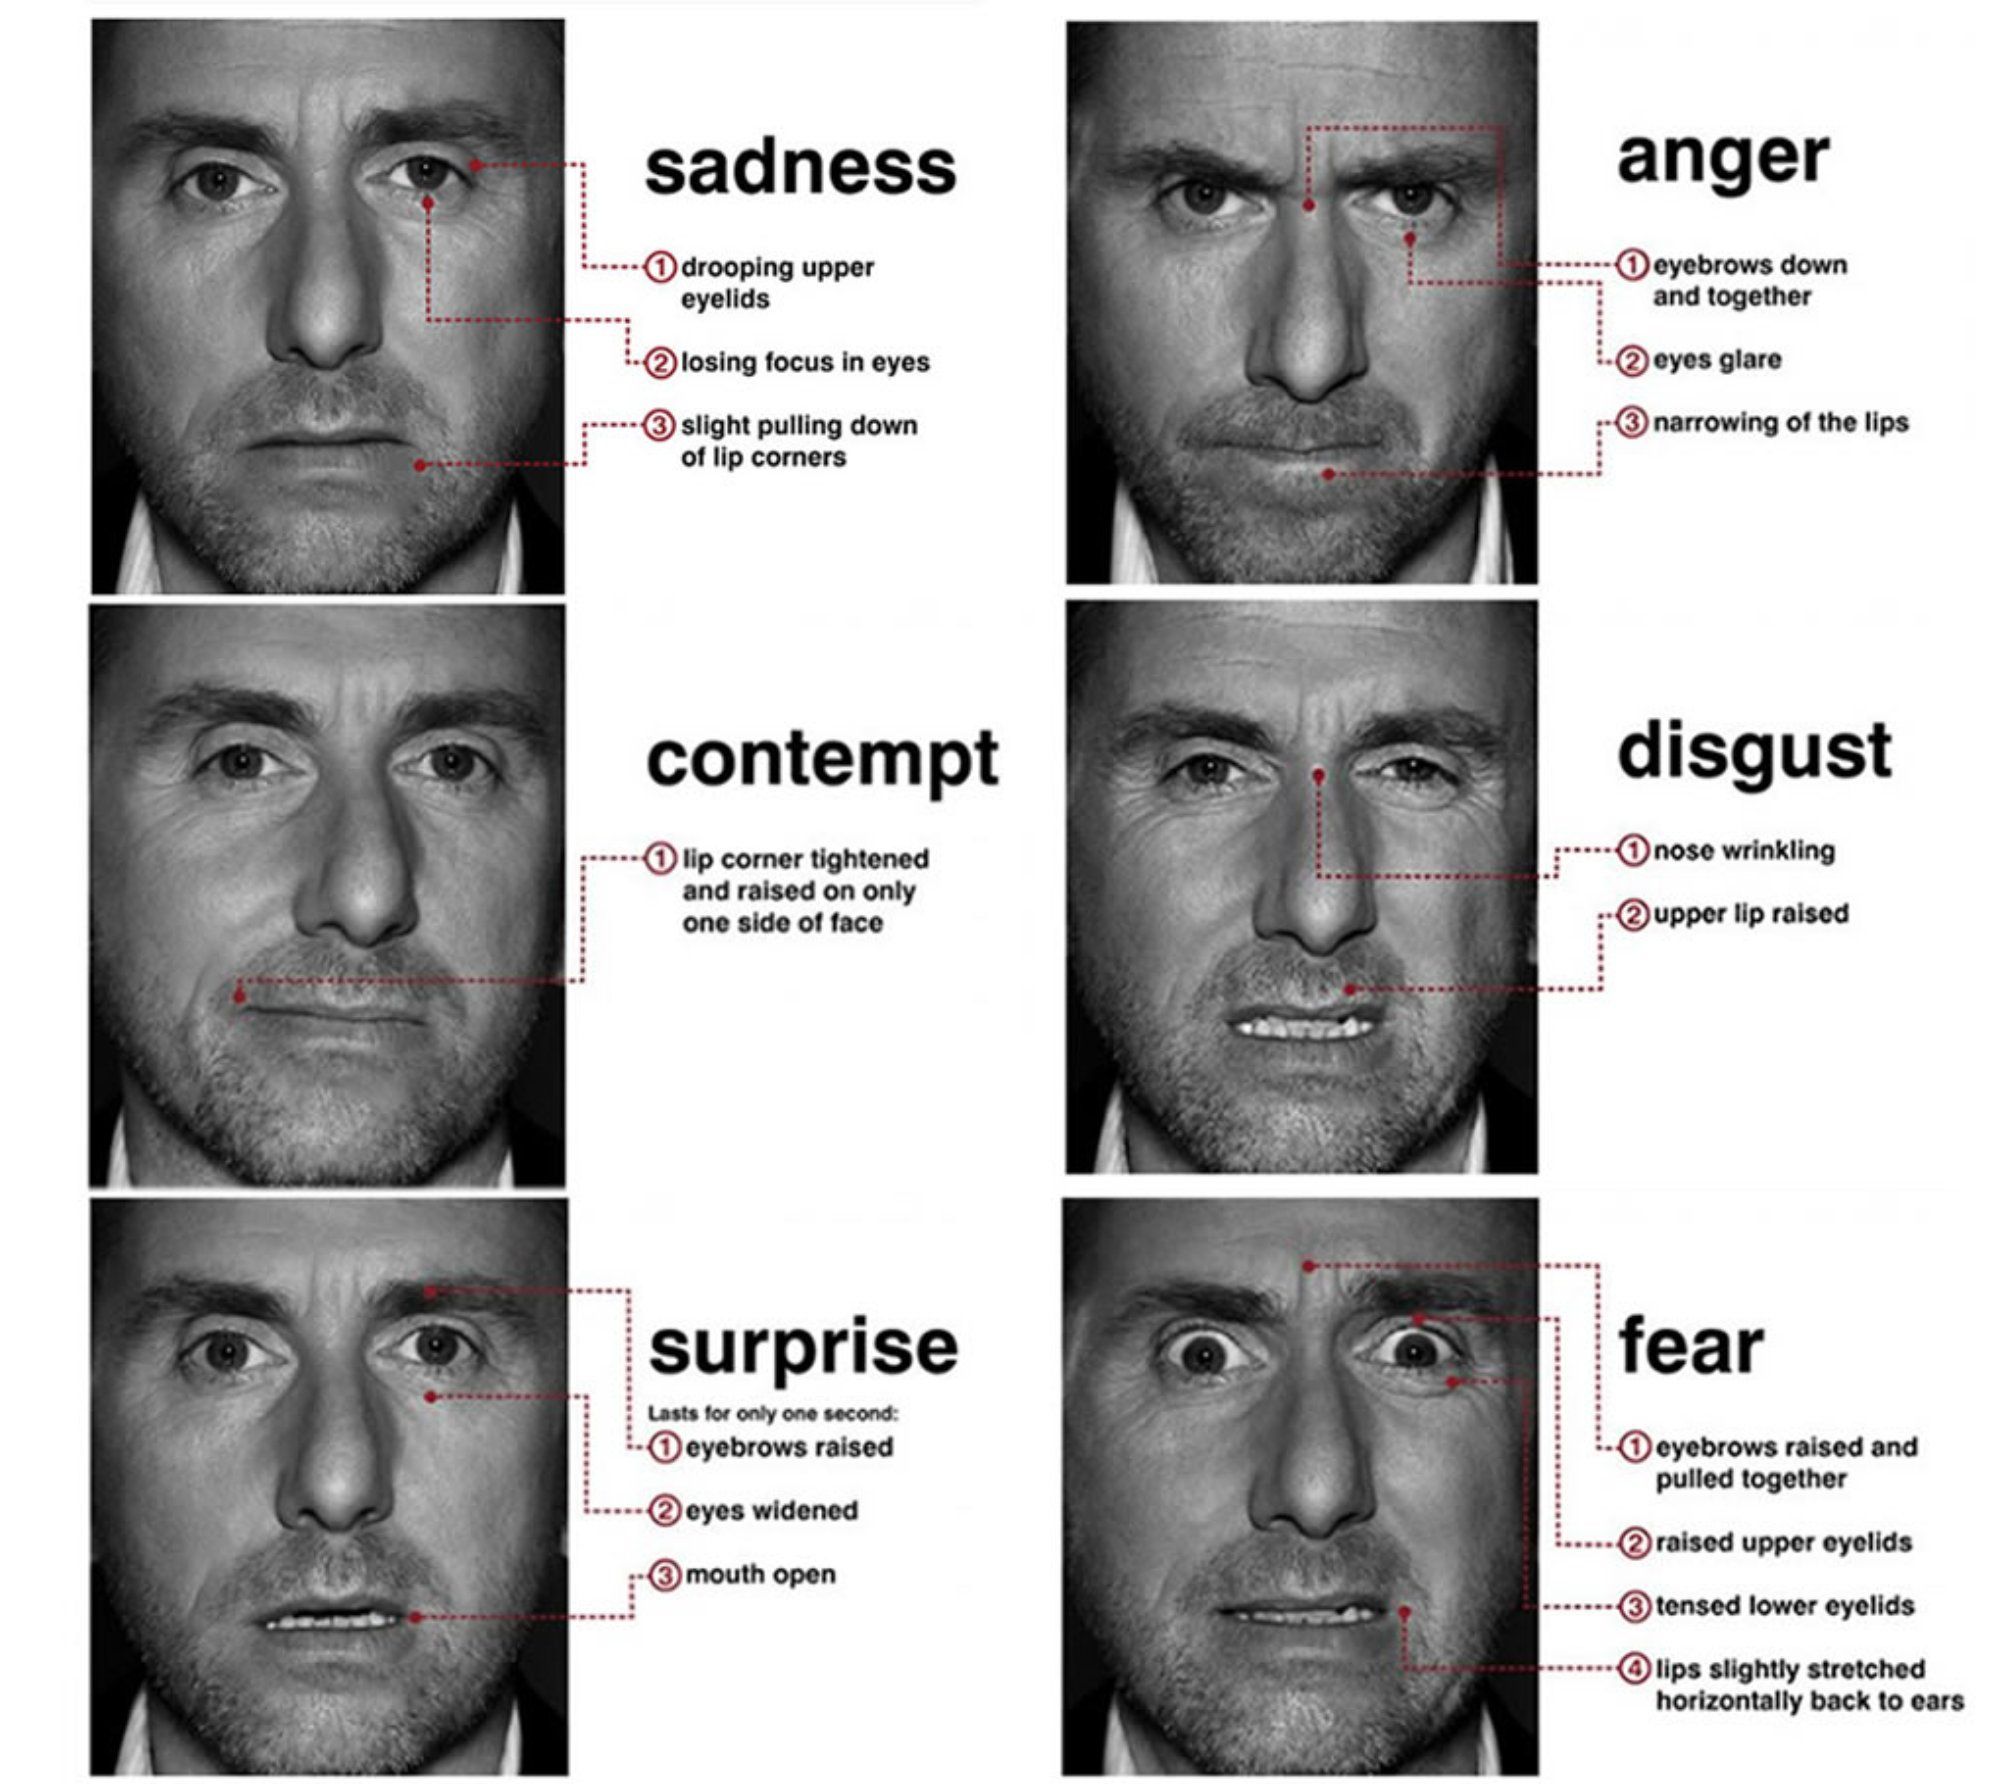 sadness
① drooping upper
eyelids
② losing focus in eyes
③ slight pulling down
of lip corners
anger
① eyebrows down
and together
② eyes glare
③ narrowing of the lips
contempt
① lip corner tightened
and raised on only
one side of face
disgust
① nose wrinkling
② upper lip raised
surprise
Lasts for only one second:
① eyebrows raised
② eyes widened
③ mouth open
fear
① eyebrows raised and
pulled together
② raised upper eyelids
③ tensed lower eyelids
④ lips slightly stretched
horizontally back to ears